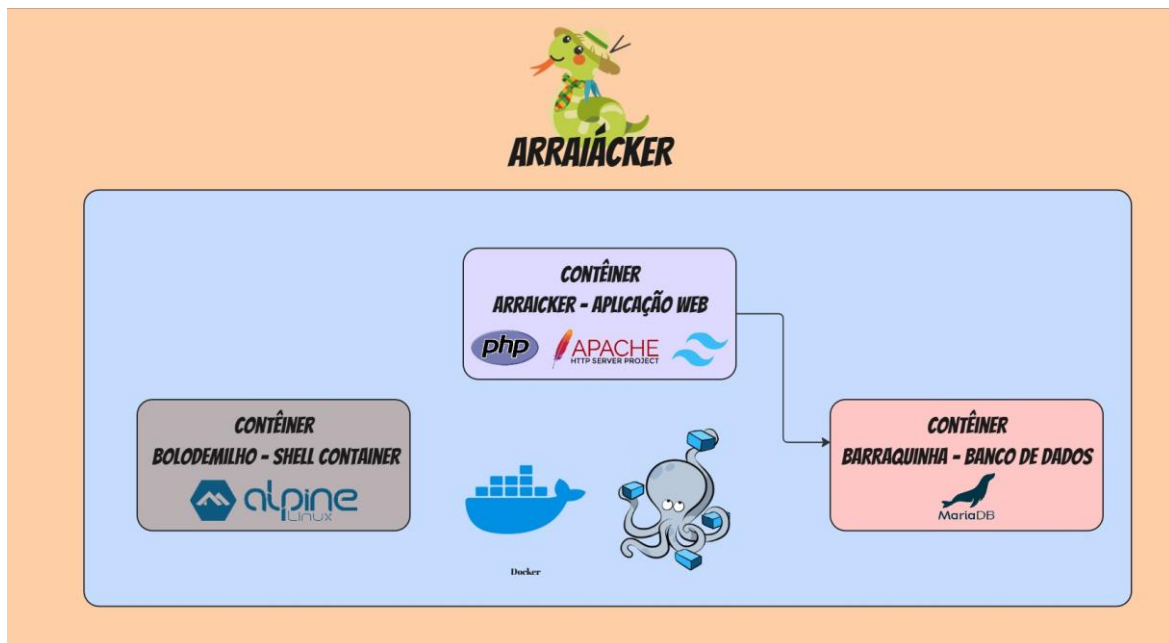 ARRAIÁCKER
CONTÊINER
ARRAICKER - APLICAÇÃO WEB
php
APACHE
HTTP SERVER PROJECT
CONTÊINER
BOLODEMILHO - SHELL CONTAINER
alpine
Linux
CONTÊINER
BARRAQUINHA - BANCO DE DADOS
MariaDB
Docker